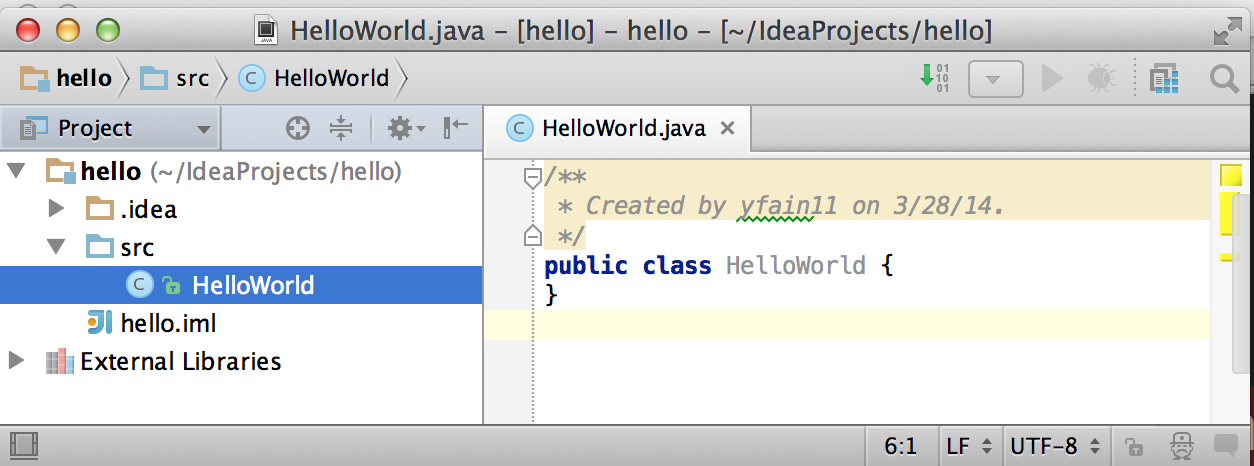 HelloWorld.java – [hello] – hello – [~/IdeaProjects/hello]
hello src HelloWorld
Project
HelloWorld.java
hello (~/IdeaProjects/hello)
.idea
src
HelloWorld
hello.iml
External Libraries
/**
 * Created by yfain11 on 3/28/14.
 */
public class HelloWorld {
}
6:1 LF UTF-8